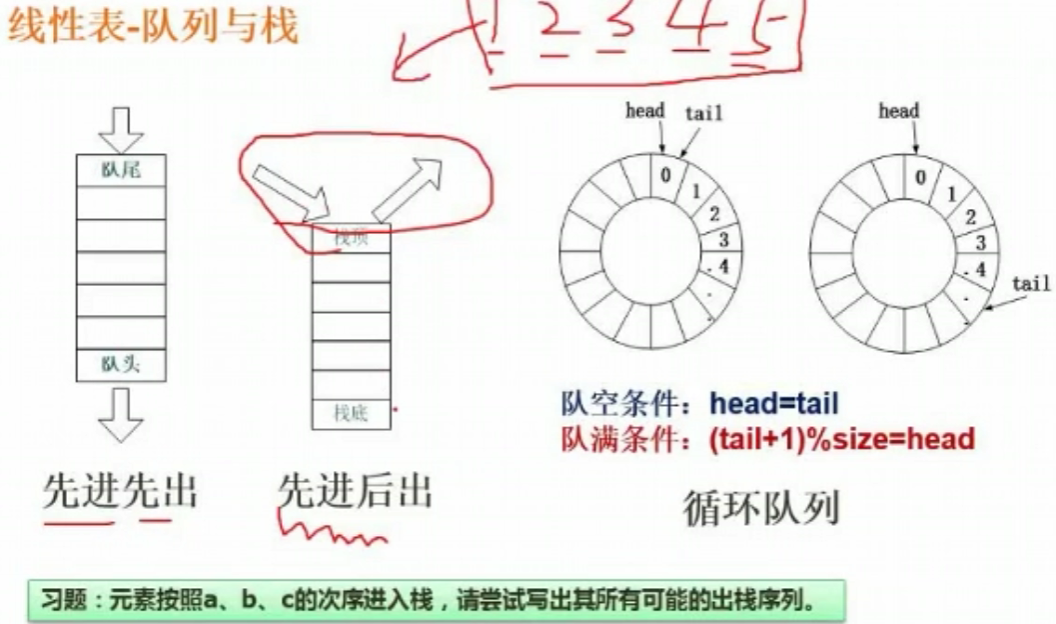 线性表-队列与栈
1 2 3 4 5
队尾
队头
先进先出
栈顶
栈底
先进后出
head tail
0
1
2
3
4
head
0
1
2
3
4
tail
队空条件：head=tail
队满条件：(tail+1)%size=head
循环队列
习题：元素按照a、b、c的次序进入栈，请尝试写出其所有可能的出栈序列。